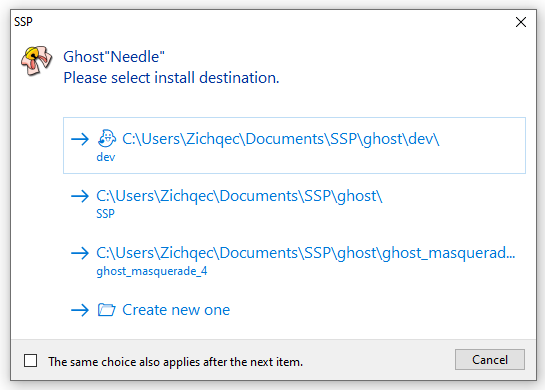 SSP
Ghost"Needle"
Please select install destination.
C:\Users\Zichqec\Documents\SSP\ghost\dev\
dev
C:\Users\Zichqec\Documents\SSP\ghost\
SSP
C:\Users\Zichqec\Documents\SSP\ghost\ghost_masquerad...
ghost_masquerade_4
Create new one
The same choice also applies after the next item.
Cancel